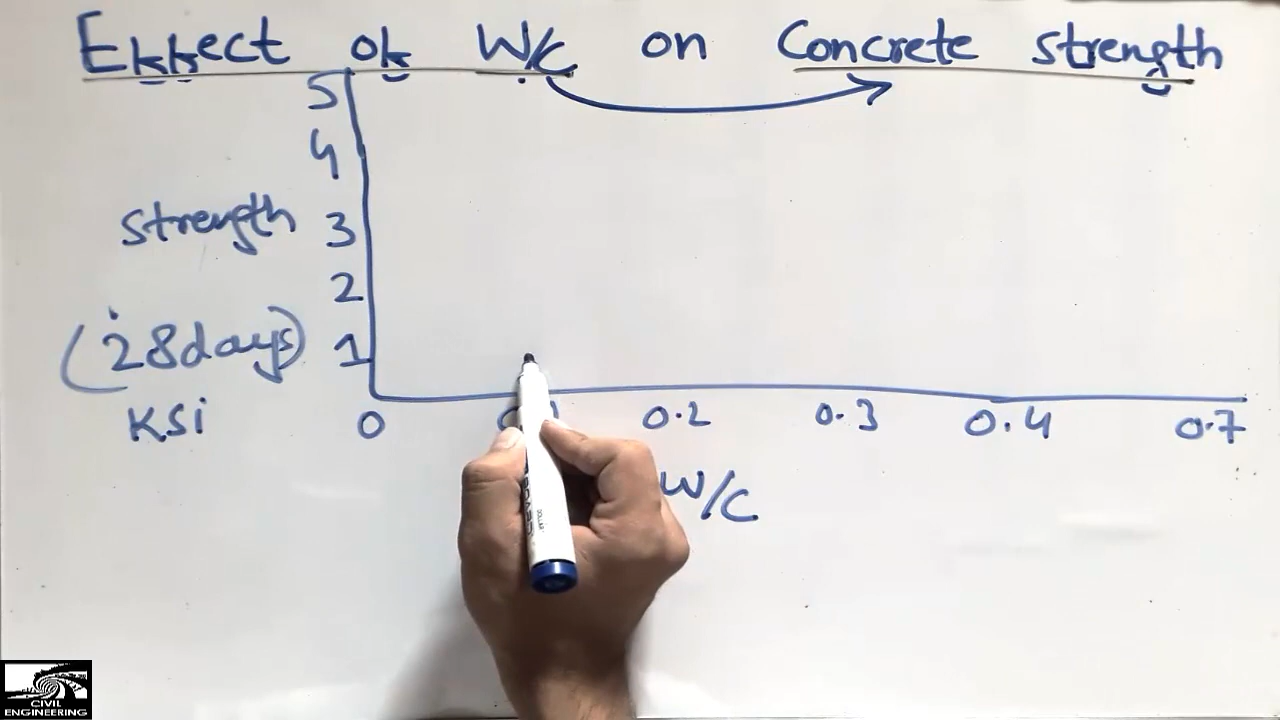 Effect of W/C on Concrete strength
5
4
strength 3
2
(28days) 1
KSi
0 0.2 0.3 0.4 0.7
W/C
CIVIL
ENGINEERING